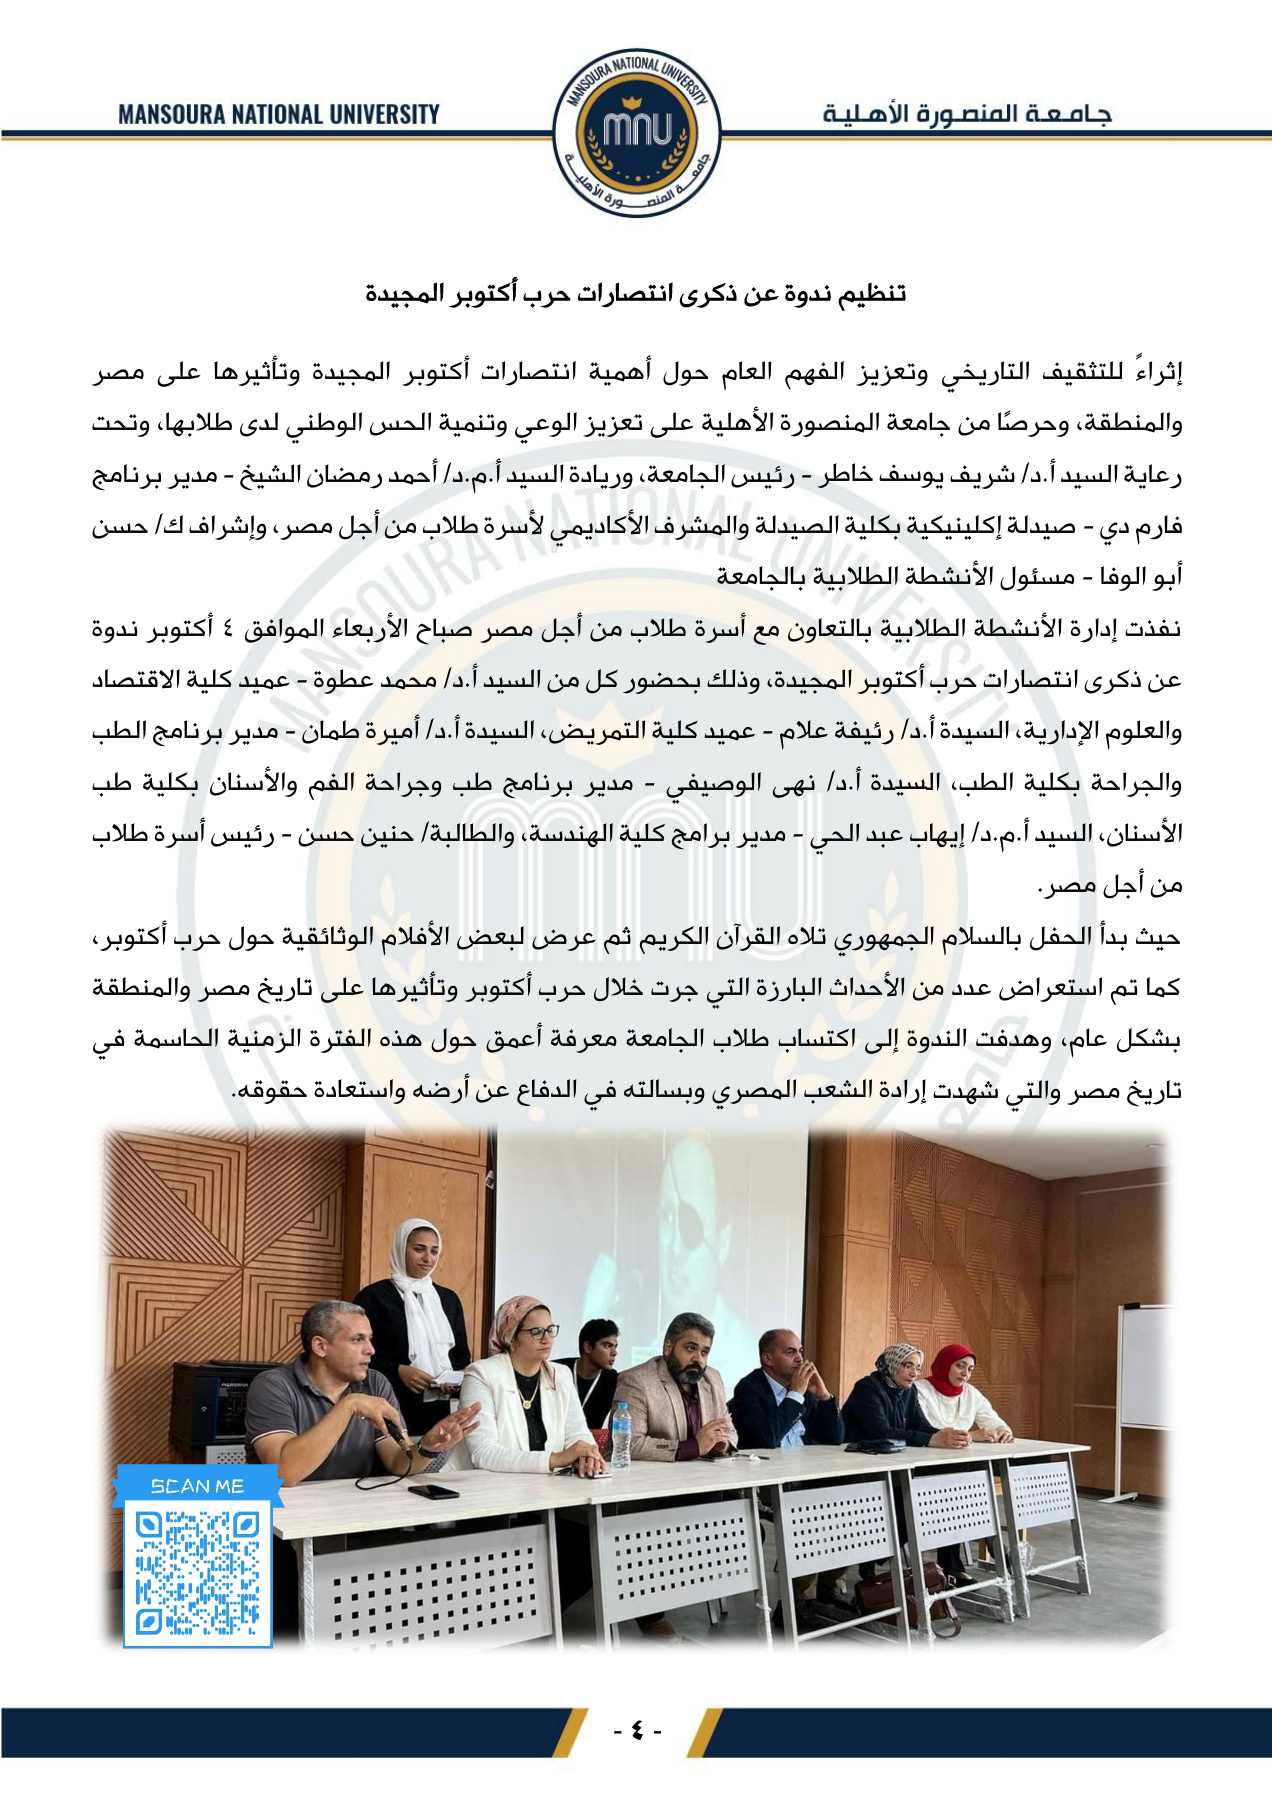 MANSOURA NATIONAL UNIVERSITY
جامعة المنصورة الأهلية
MANSOURA NATIONAL UNIVERSITY
mnu
جامعة المنصورة الأهلية
تنظيم ندوة عن ذكرى انتصارات حرب أكتوبر المجيدة
إثراءً للتثقيف التاريخي وتعزيز الفهم العام حول أهمية انتصارات أكتوبر المجيدة وتأثيرها على مصر
والمنطقة، وحرصًا من جامعة المنصورة الأهلية على تعزيز الوعي وتنمية الحس الوطني لدى طلابها، وتحت
رعاية السيد أ.د/ شريف يوسف خاطر - رئيس الجامعة، وريادة السيد أ.م.د/ أحمد رمضان الشيخ - مدير برنامج
فارم دي - صيدلة إكلينيكية بكلية الصيدلة والمشرف الأكاديمي لأسرة طلاب من أجل مصر، وإشراف ك/ حسن
أبو الوفا - مسئول الأنشطة الطلابية بالجامعة
نفذت إدارة الأنشطة الطلابية بالتعاون مع أسرة طلاب من أجل مصر صباح الأربعاء الموافق ٤ أكتوبر ندوة
عن ذكرى انتصارات حرب أكتوبر المجيدة، وذلك بحضور كل من السيد أ.د/ محمد عطوة - عميد كلية الاقتصاد
والعلوم الإدارية، السيدة أ.د/ رئيفة علام - عميد كلية التمريض، السيدة أ.د/ أميرة طمان - مدير برنامج الطب
والجراحة بكلية الطب، السيدة أ.د/ نهى الوصيفي - مدير برنامج طب وجراحة الفم والأسنان بكلية طب
الأسنان، السيد أ.م.د/ إيهاب عبد الحي - مدير برامج كلية الهندسة، والطالبة/ حنين حسن - رئيس أسرة طلاب
من أجل مصر.
حيث بدأ الحفل بالسلام الجمهوري تلاه القرآن الكريم ثم عرض لبعض الأفلام الوثائقية حول حرب أكتوبر،
كما تم استعراض عدد من الأحداث البارزة التي جرت خلال حرب أكتوبر وتأثيرها على تاريخ مصر والمنطقة
بشكل عام، وهدفت الندوة إلى اكتساب طلاب الجامعة معرفة أعمق حول هذه الفترة الزمنية الحاسمة في
تاريخ مصر والتي شهدت إرادة الشعب المصري وبسالته في الدفاع عن أرضه واستعادة حقوقه.
SCAN ME
- ٤ -